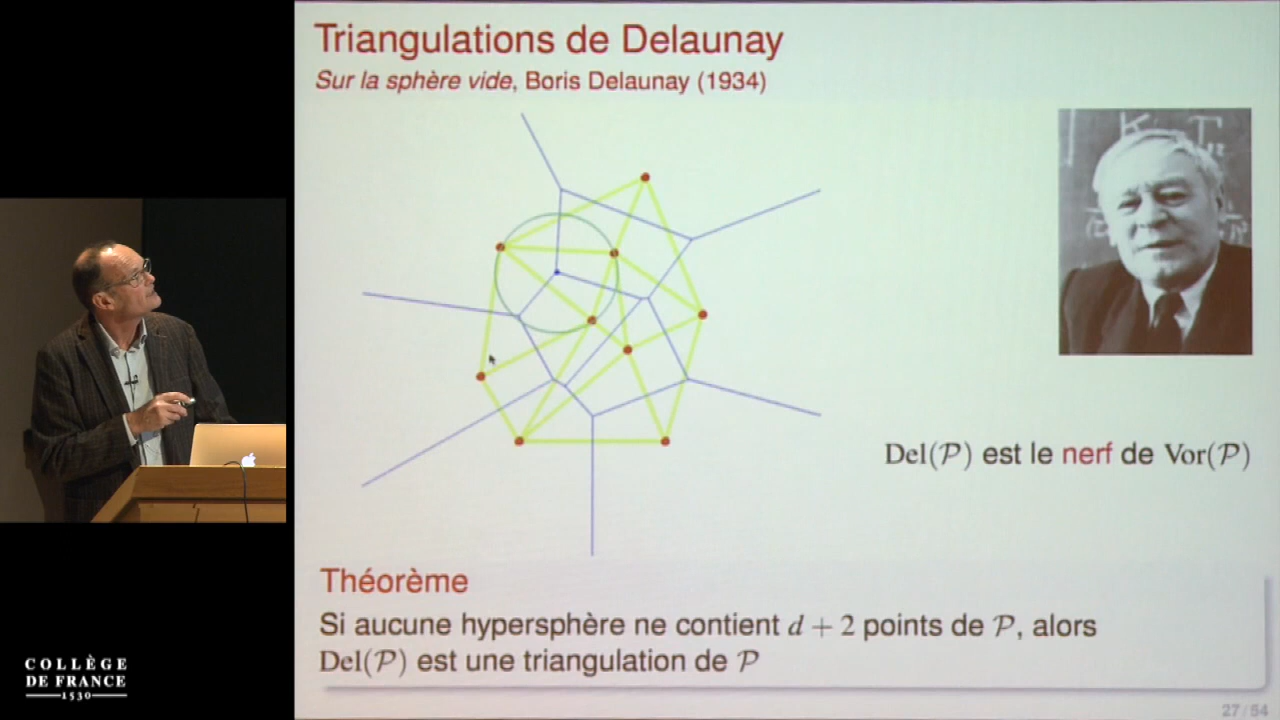 Triangulations de Delaunay
Sur la sphère vide, Boris Delaunay (1934)
Del(𝒫) est le nerf de Vor(𝒫)
Théorème
Si aucune hypersphère ne contient d + 2 points de 𝒫, alors
Del(𝒫) est une triangulation de 𝒫
27/54
COLLÈGE
DE FRANCE
1530